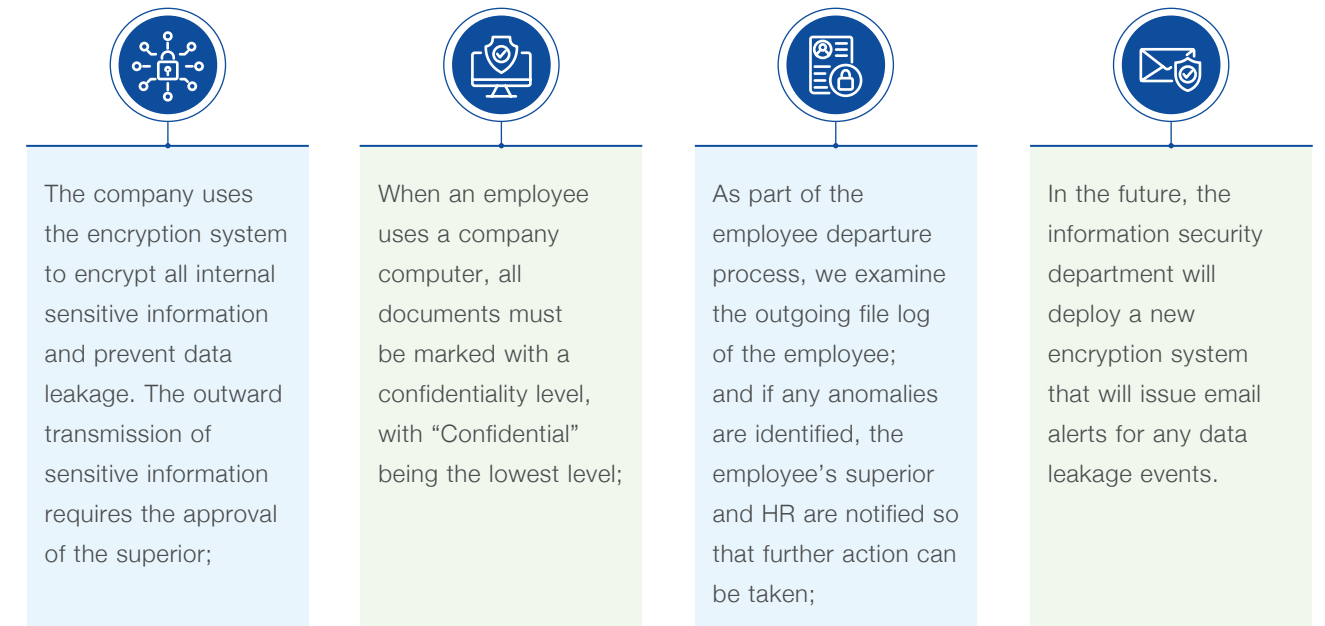 The company uses
the encryption system
to encrypt all internal
sensitive information
and prevent data
leakage. The outward
transmission of
sensitive information
requires the approval
of the superior;
When an employee
uses a company
computer, all
documents must
be marked with a
confidentiality level,
with “Confidential”
being the lowest level;
As part of the
employee departure
process, we examine
the outgoing file log
of the employee;
and if any anomalies
are identified, the
employee’s superior
and HR are notified so
that further action can
be taken;
In the future, the
information security
department will
deploy a new
encryption system
that will issue email
alerts for any data
leakage events.